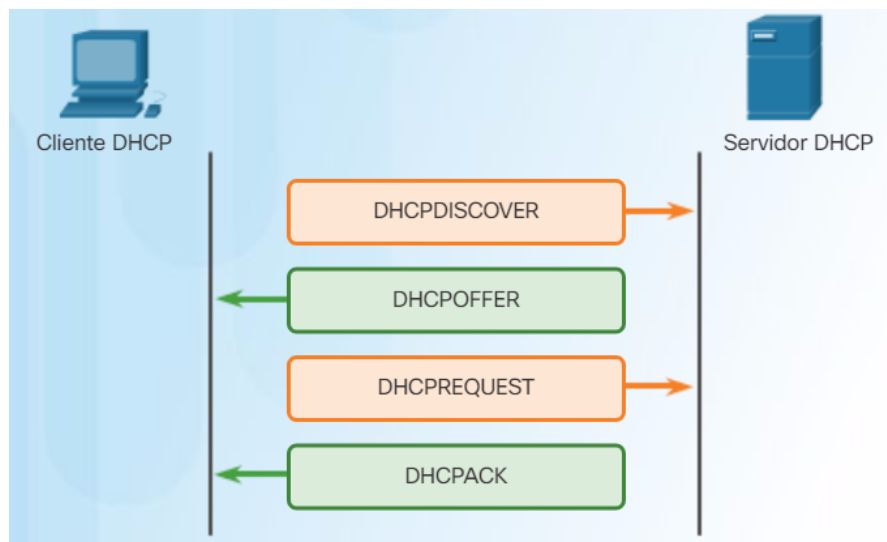 Cliente DHCP
Servidor DHCP
DHCPDISCOVER
DHCPOFFER
DHCPREQUEST
DHCPACK